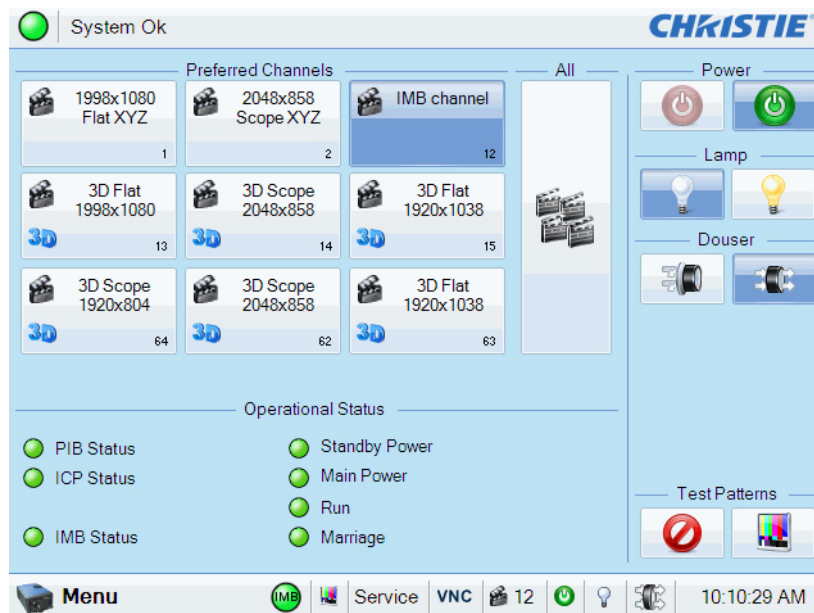 System Ok
CHRISTIE
Preferred Channels
All
Power
1998x1080
Flat XYZ
1
2048x858
Scope XYZ
2
IMB channel
12
3D Flat
1998x1080
3D
13
3D Scope
2048x858
3D
14
3D Flat
1920x1038
3D
15
Lamp
Douser
3D Scope
1920x804
3D
64
3D Scope
2048x858
3D
62
3D Flat
1920x1038
3D
63
Operational Status
PIB Status
Standby Power
ICP Status
Main Power
Run
IMB Status
Marriage
Test Patterns
Menu
IMB
Service
VNC
12
10:10:29 AM